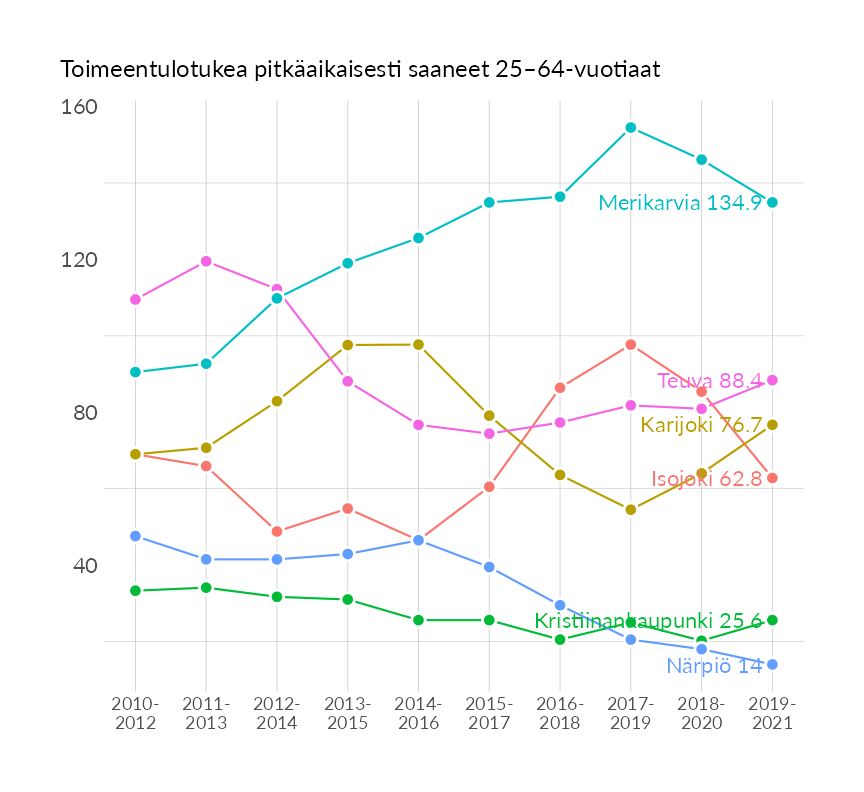 Toimeentulotukea pitkäaikaisesti saaneet 25–64-vuotiaat
160
120
80
40
Merikarvia 134.9
Teuva 88.4
Karijoki 76.7
Isojoki 62.8
Kristiinankaupunki 25.6
Närpiö 14
2010- 2011- 2012- 2013- 2014- 2015- 2016- 2017- 2018- 2019-
2012 2013 2014 2015 2016 2017 2018 2019 2020 2021